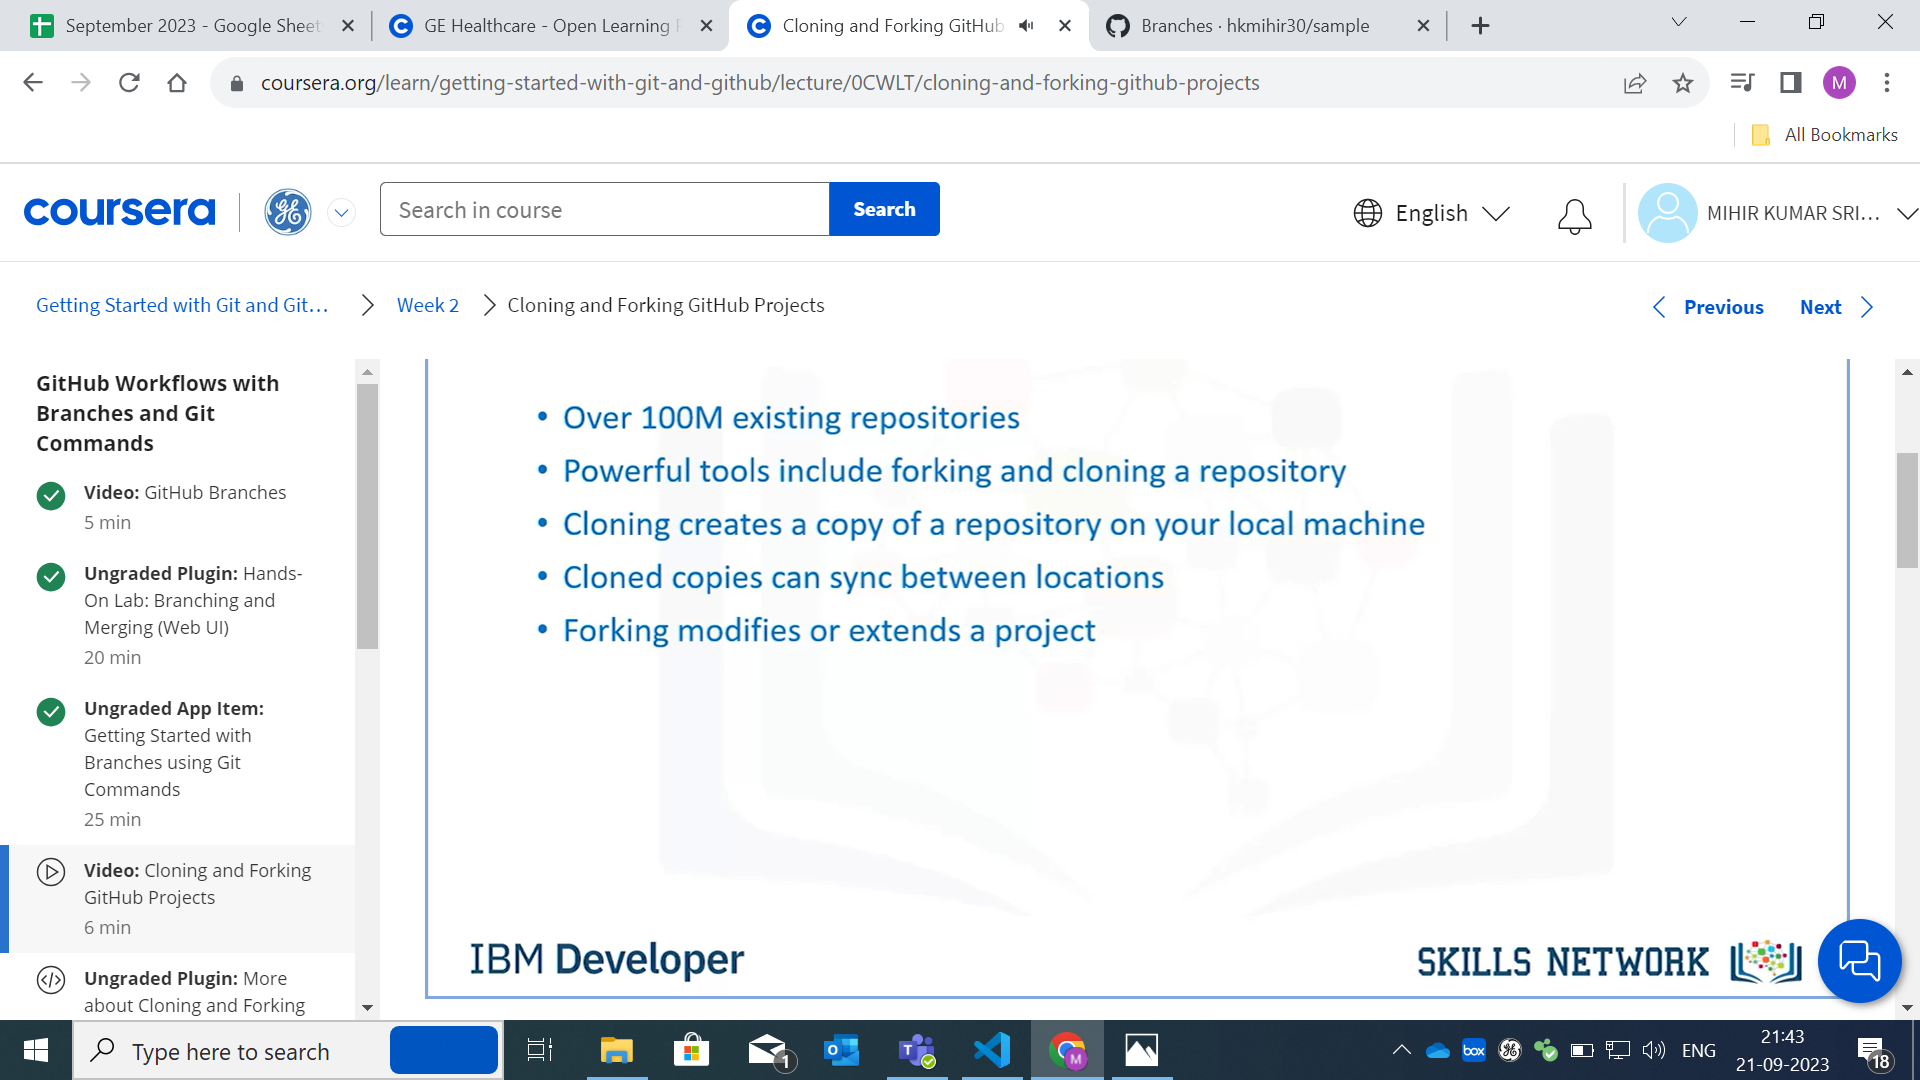 September 2023 - Google Sheet
GE Healthcare - Open Learning
Cloning and Forking GitHub
Branches · hkmihir30/sample
coursera.org/learn/getting-started-with-git-and-github/lecture/0CWLT/cloning-and-forking-github-projects
M
All Bookmarks
coursera
GE
Search in course
Search
English
MIHIR KUMAR SRI...
Getting Started with Git and Git...
Week 2
Cloning and Forking GitHub Projects
Previous
Next
GitHub Workflows with
Branches and Git
Commands
Video: GitHub Branches
5 min
Ungraded Plugin: Hands-
On Lab: Branching and
Merging (Web UI)
20 min
Ungraded App Item:
Getting Started with
Branches using Git
Commands
25 min
Video: Cloning and Forking
GitHub Projects
6 min
Ungraded Plugin: More
about Cloning and Forking
• Over 100M existing repositories
• Powerful tools include forking and cloning a repository
• Cloning creates a copy of a repository on your local machine
• Cloned copies can sync between locations
• Forking modifies or extends a project
IBM Developer
SKILLS NETWORK
Type here to search
1
M
box
ENG
21:43
21-09-2023
18